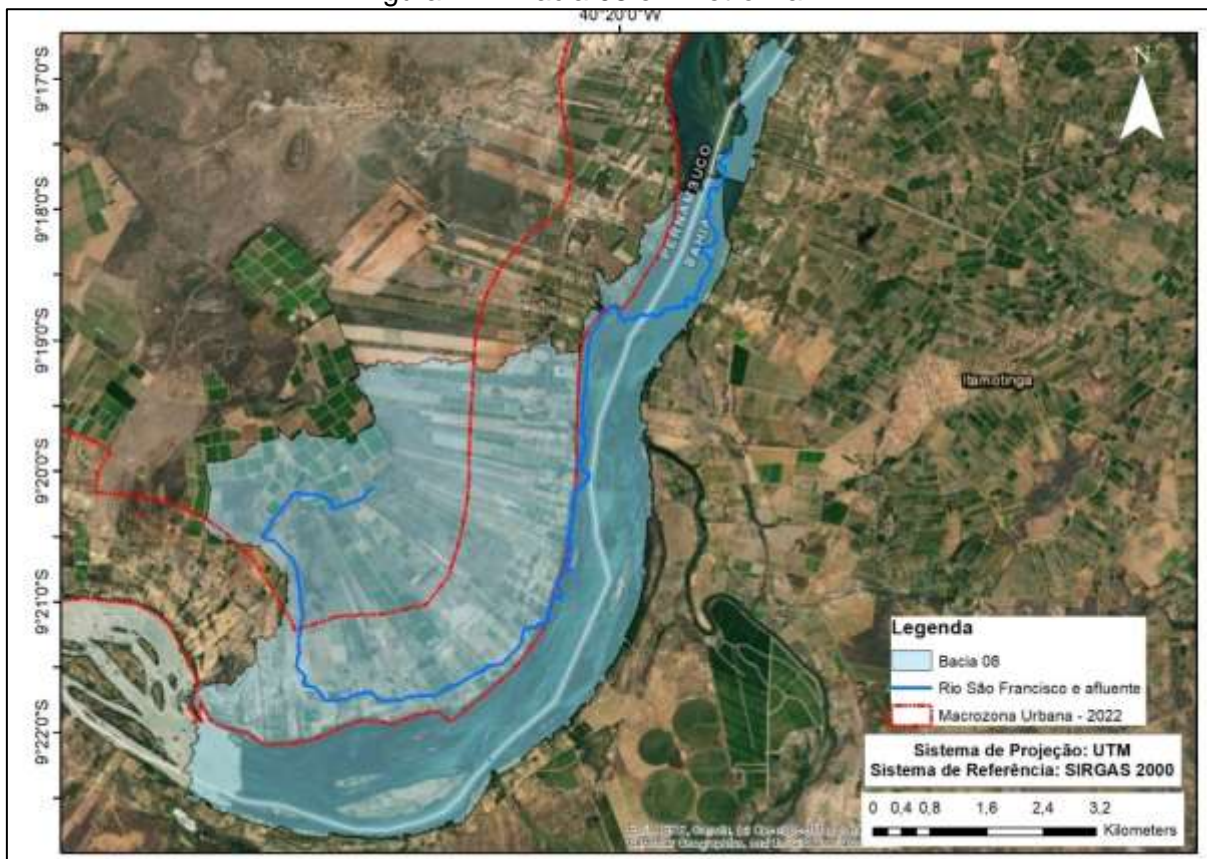 40°20'0"W
N
9°17'0"S
9°18'0"S
9°19'0"S
9°20'0"S
9°21'0"S
9°22'0"S
PERNAMBUCO
BAHIA
Itamotinga
Legenda
Bacia 08
Rio São Francisco e afluente
Macrozona Urbana - 2022
Sistema de Projeção: UTM
Sistema de Referência: SIRGAS 2000
0 0,4 0,8 1,6 2,4 3,2
Kilometers